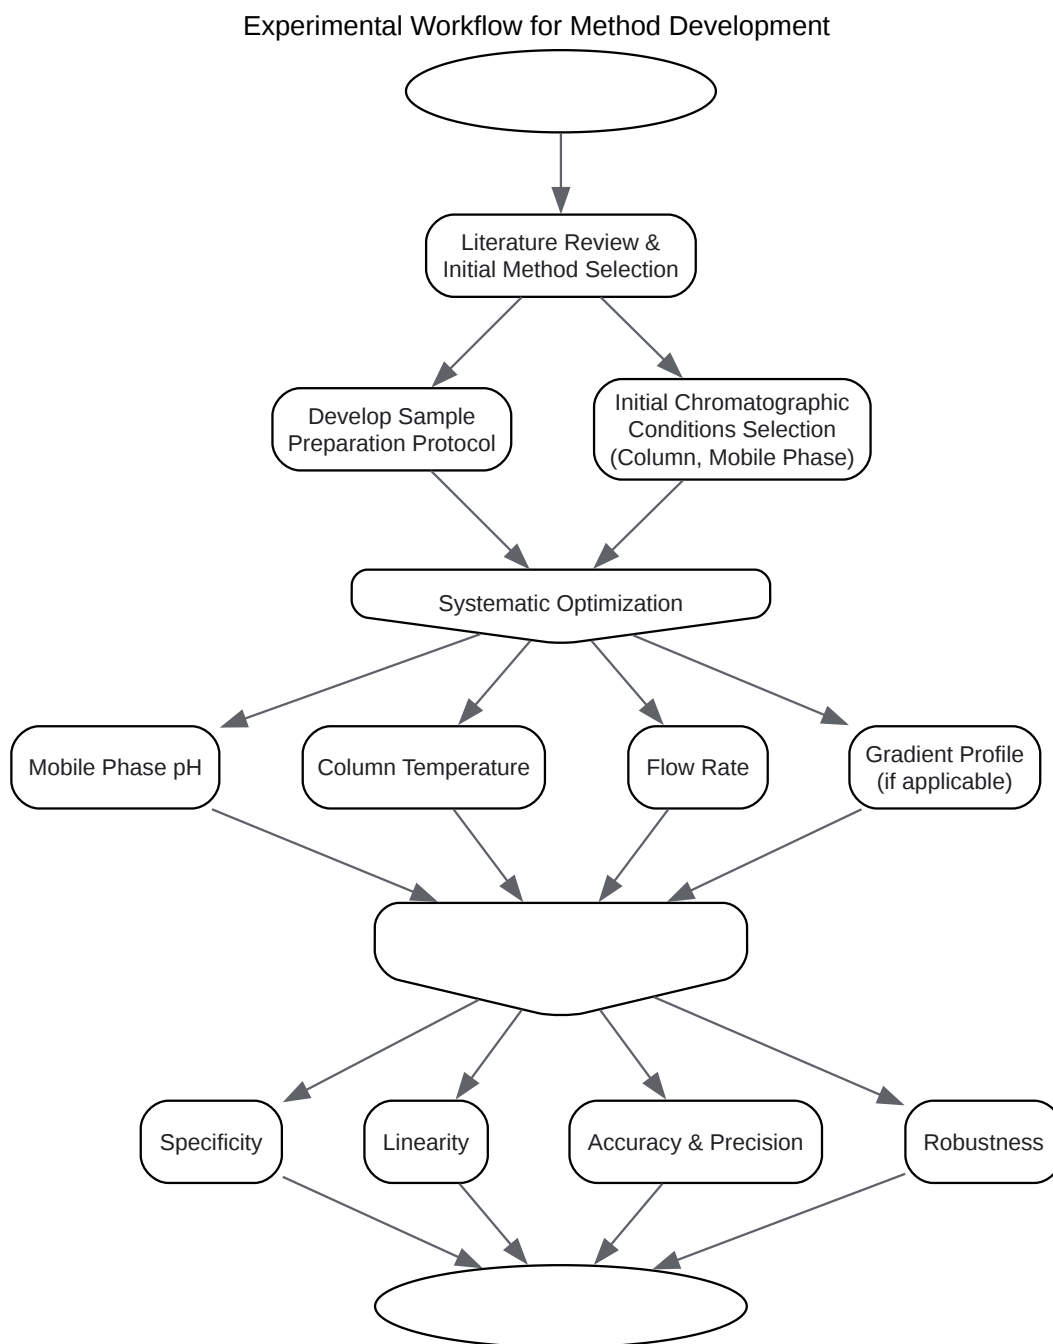 Experimental Workflow for Method Development
Literature Review &
Initial Method Selection
Develop Sample
Preparation Protocol
Initial Chromatographic
Conditions Selection
(Column, Mobile Phase)
Systematic Optimization
Mobile Phase pH
Column Temperature
Flow Rate
Gradient Profile
(if applicable)
Specificity
Linearity
Accuracy & Precision
Robustness